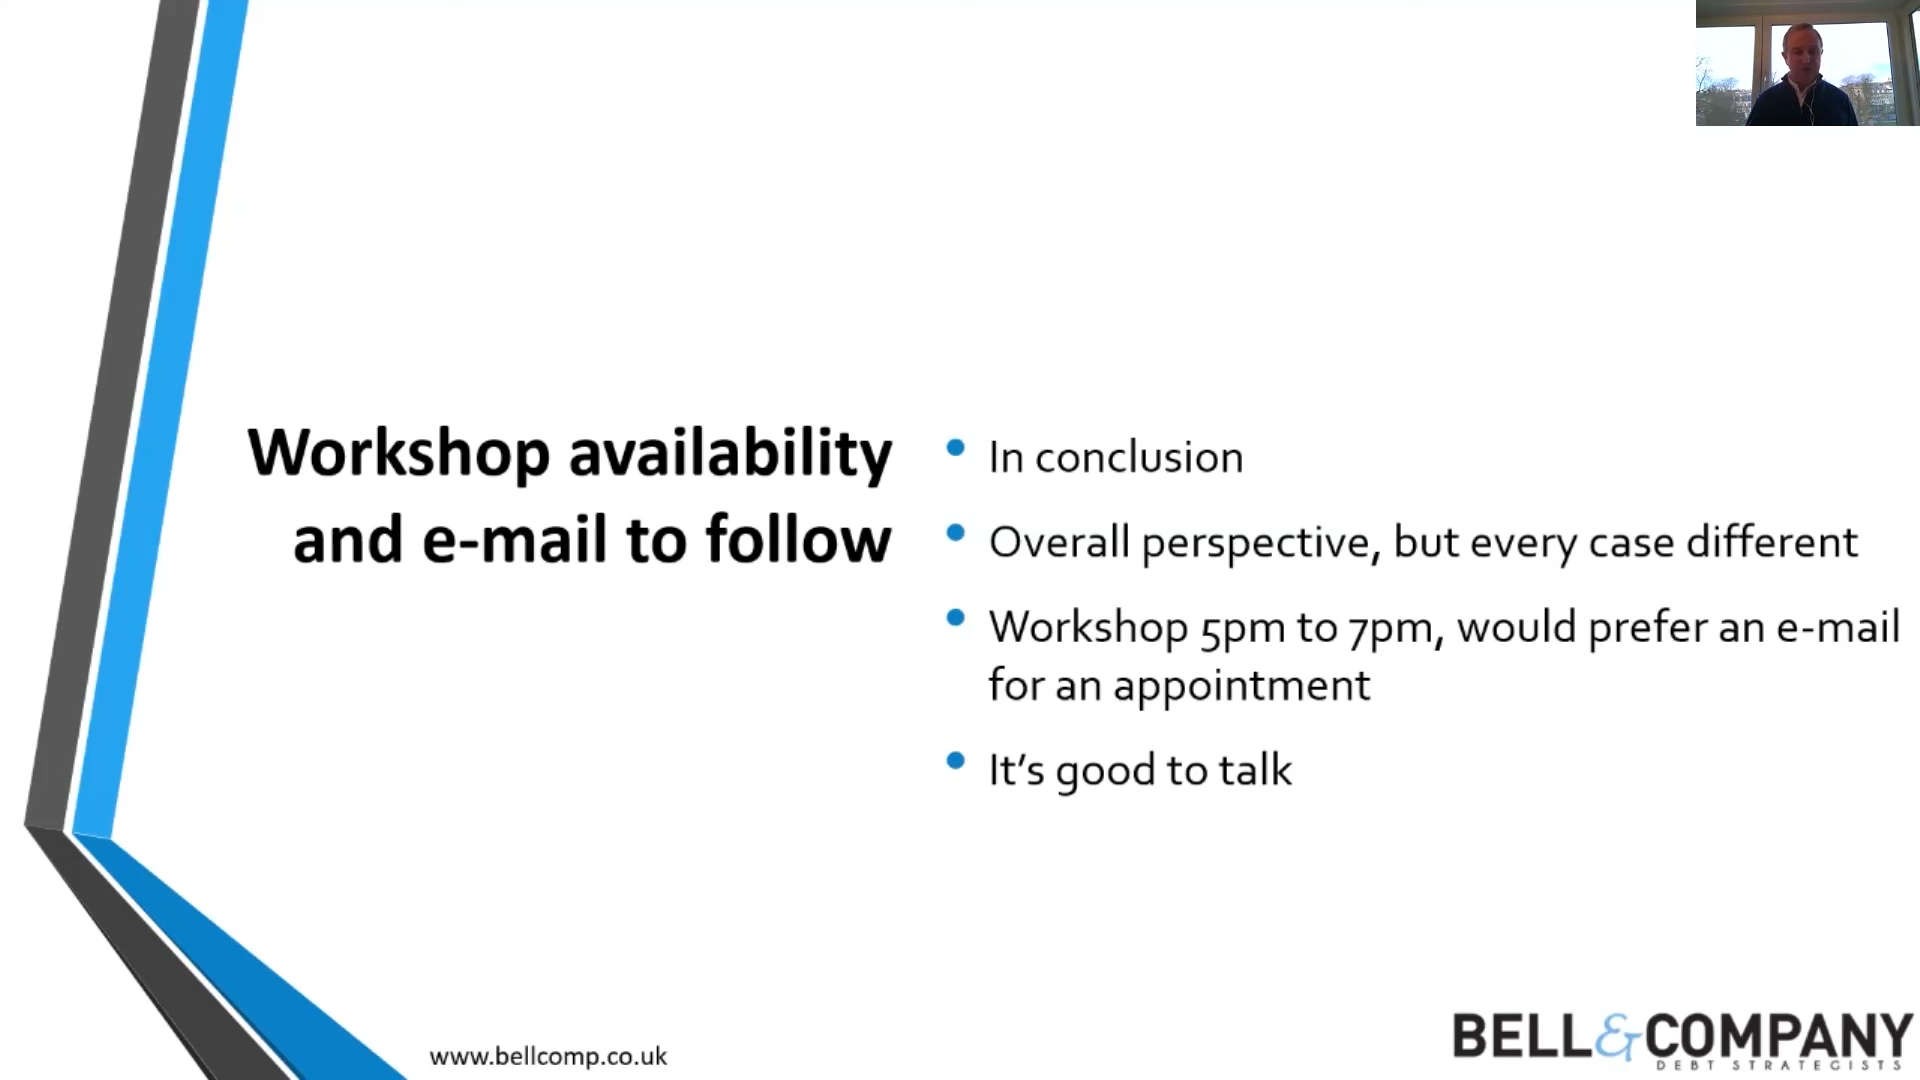 Workshop availability
and e-mail to follow
In conclusion
Overall perspective, but every case different
Workshop 5pm to 7pm, would prefer an e-mail
for an appointment
It’s good to talk
www.bellcomp.co.uk
BELL&COMPANY
DEBT STRATEGISTS